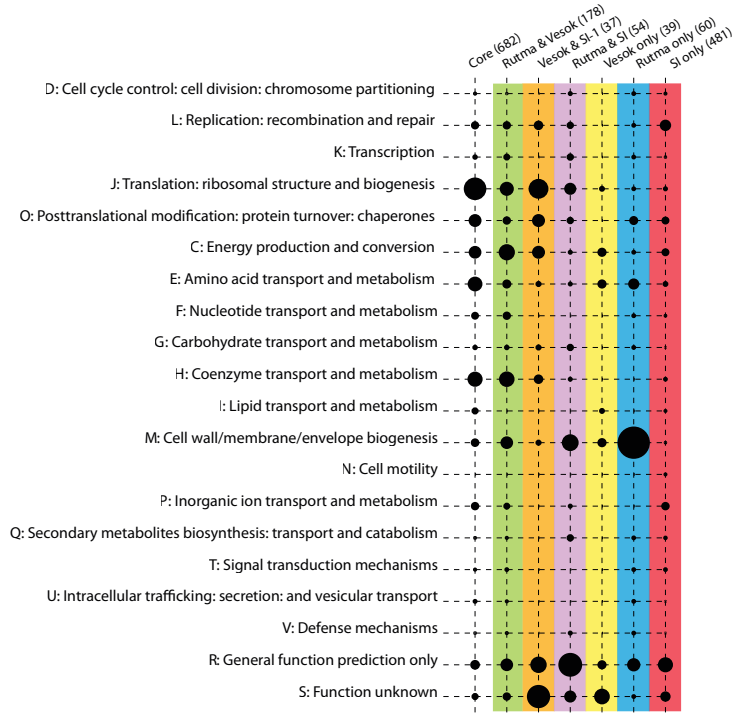 Core (682)
Rutma & Vesok (178)
Vesok & SI-1 (37)
Rutma & SI (54)
Vesok only (39)
Rutma only (60)
SI only (481)
D: Cell cycle control: cell division: chromosome partitioning
L: Replication: recombination and repair
K: Transcription
J: Translation: ribosomal structure and biogenesis
O: Posttranslational modification: protein turnover: chaperones
C: Energy production and conversion
E: Amino acid transport and metabolism
F: Nucleotide transport and metabolism
G: Carbohydrate transport and metabolism
H: Coenzyme transport and metabolism
I: Lipid transport and metabolism
M: Cell wall/membrane/envelope biogenesis
N: Cell motility
P: Inorganic ion transport and metabolism
Q: Secondary metabolites biosynthesis: transport and catabolism
T: Signal transduction mechanisms
U: Intracellular trafficking: secretion: and vesicular transport
V: Defense mechanisms
R: General function prediction only
S: Function unknown